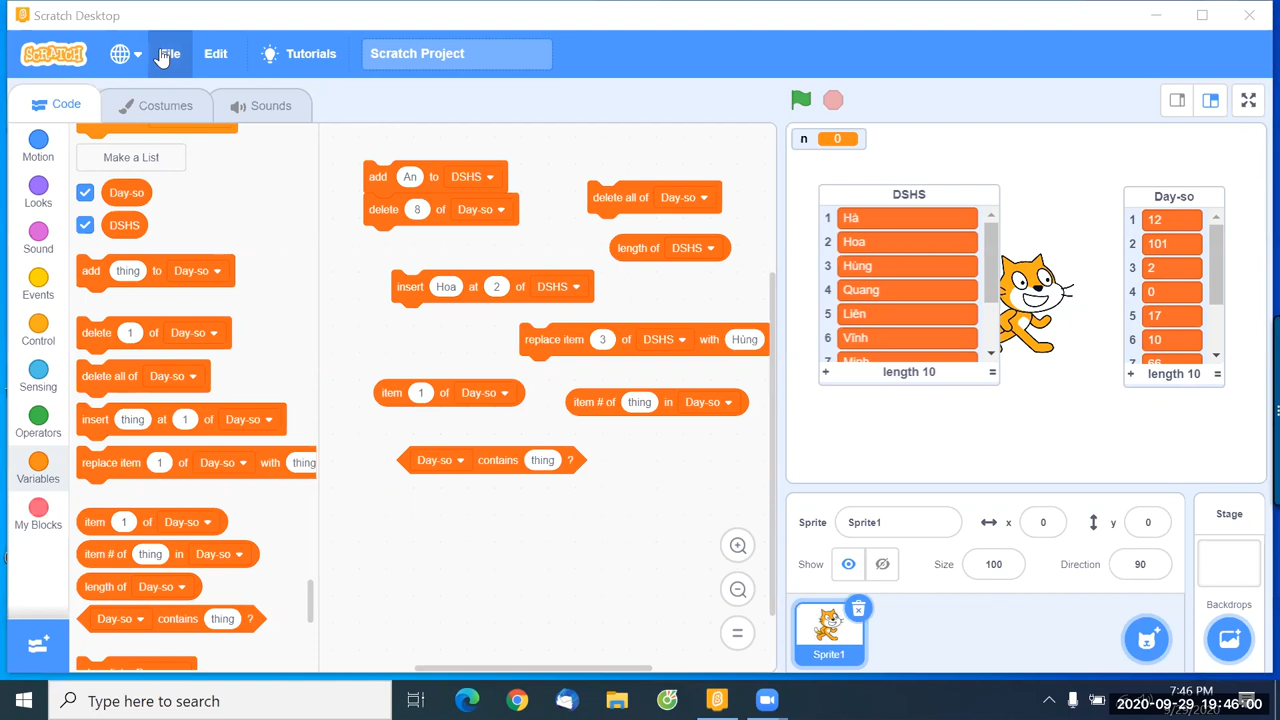 Scratch Desktop
SCRATCH
File Edit Tutorials Scratch Project
Code Costumes Sounds
Motion
Looks
Sound
Events
Control
Sensing
Operators
Variables
My Blocks
Make a List
Day-so
DSHS
add thing to Day-so
delete 1 of Day-so
delete all of Day-so
insert thing at 1 of Day-so
replace item 1 of Day-so with thing
item 1 of Day-so
item # of thing in Day-so
length of Day-so
Day-so contains thing ?
add An to DSHS
delete 8 of Day-so
delete all of Day-so
length of DSHS
insert Hoa at 2 of DSHS
replace item 3 of DSHS with Hùng
item 1 of Day-so
item # of thing in Day-so
Day-so contains thing ?
n 0
DSHS
1 Hà
2 Hoa
3 Hùng
4 Quang
5 Liên
6 Vĩnh
7 Minh
+ length 10 =
Day-so
1 12
2 101
3 2
4 0
5 17
6 10
7 66
+ length 10 =
Sprite Sprite1 x 0 y 0
Show Size 100 Direction 90
Sprite1
Stage
Backdrops
Type here to search
7:46 PM
2020-09-29 19:46:00